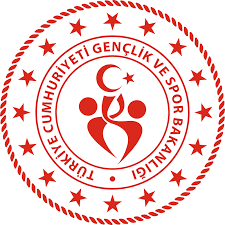 TÜRKİYE CUMHURİYETİ GENÇLİK VE SPOR BAKANLIĞI